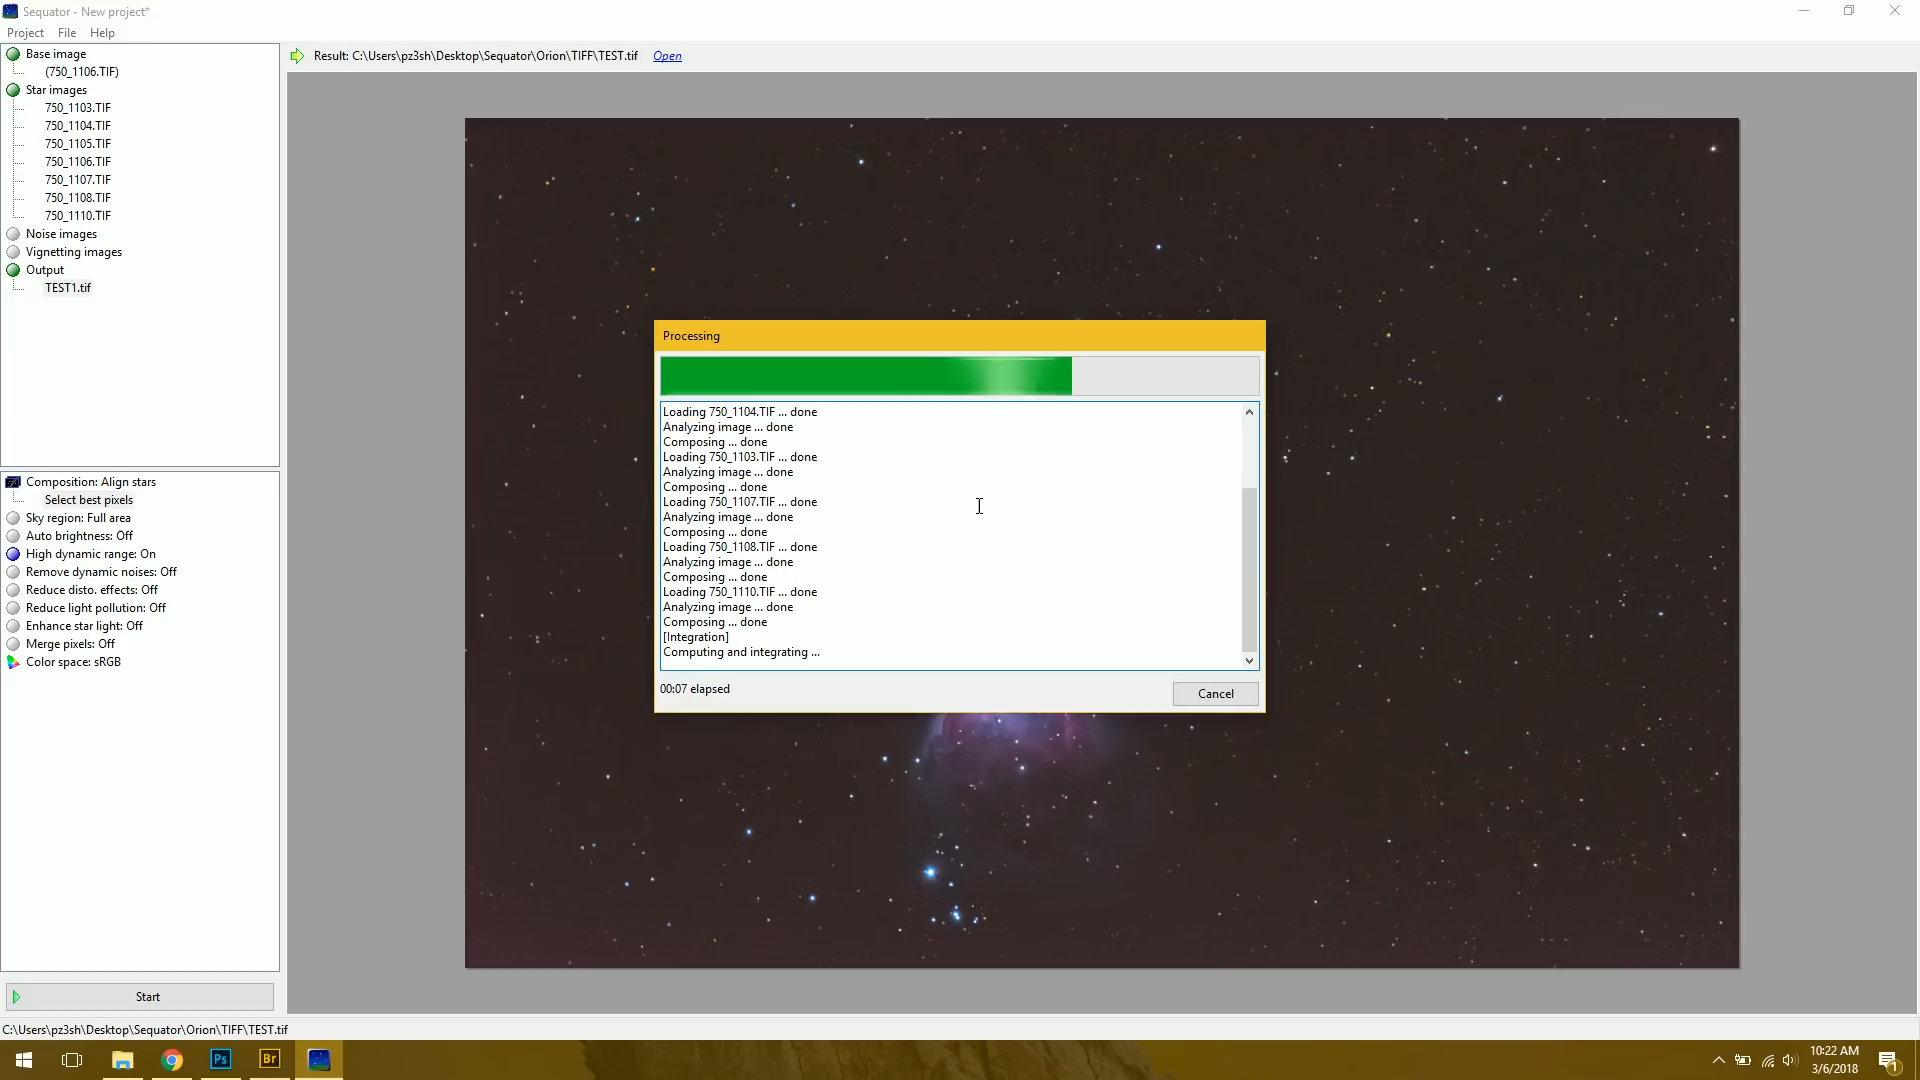 Sequator - New project*
Project File Help
Base image
(750_1106.TIF)
Star images
750_1103.TIF
750_1104.TIF
750_1105.TIF
750_1106.TIF
750_1107.TIF
750_1108.TIF
750_1110.TIF
Noise images
Vignetting images
Output
TEST1.tif
Composition: Align stars
Select best pixels
Sky region: Full area
Auto brightness: Off
High dynamic range: On
Remove dynamic noises: Off
Reduce disto. effects: Off
Reduce light pollution: Off
Enhance star light: Off
Merge pixels: Off
Color space: sRGB
Start
Result: C:\Users\pz3sh\Desktop\Sequator\Orion\TIFF\TEST.tif Open
Processing
Loading 750_1104.TIF ... done
Analyzing image ... done
Composing ... done
Loading 750_1103.TIF ... done
Analyzing image ... done
Composing ... done
Loading 750_1107.TIF ... done
Analyzing image ... done
Composing ... done
Loading 750_1108.TIF ... done
Analyzing image ... done
Composing ... done
Loading 750_1110.TIF ... done
Analyzing image ... done
Composing ... done
[Integration]
Computing and integrating ...
00:07 elapsed
Cancel
C:\Users\pz3sh\Desktop\Sequator\Orion\TIFF\TEST.tif
Ps
Br
10:22 AM
3/6/2018
1